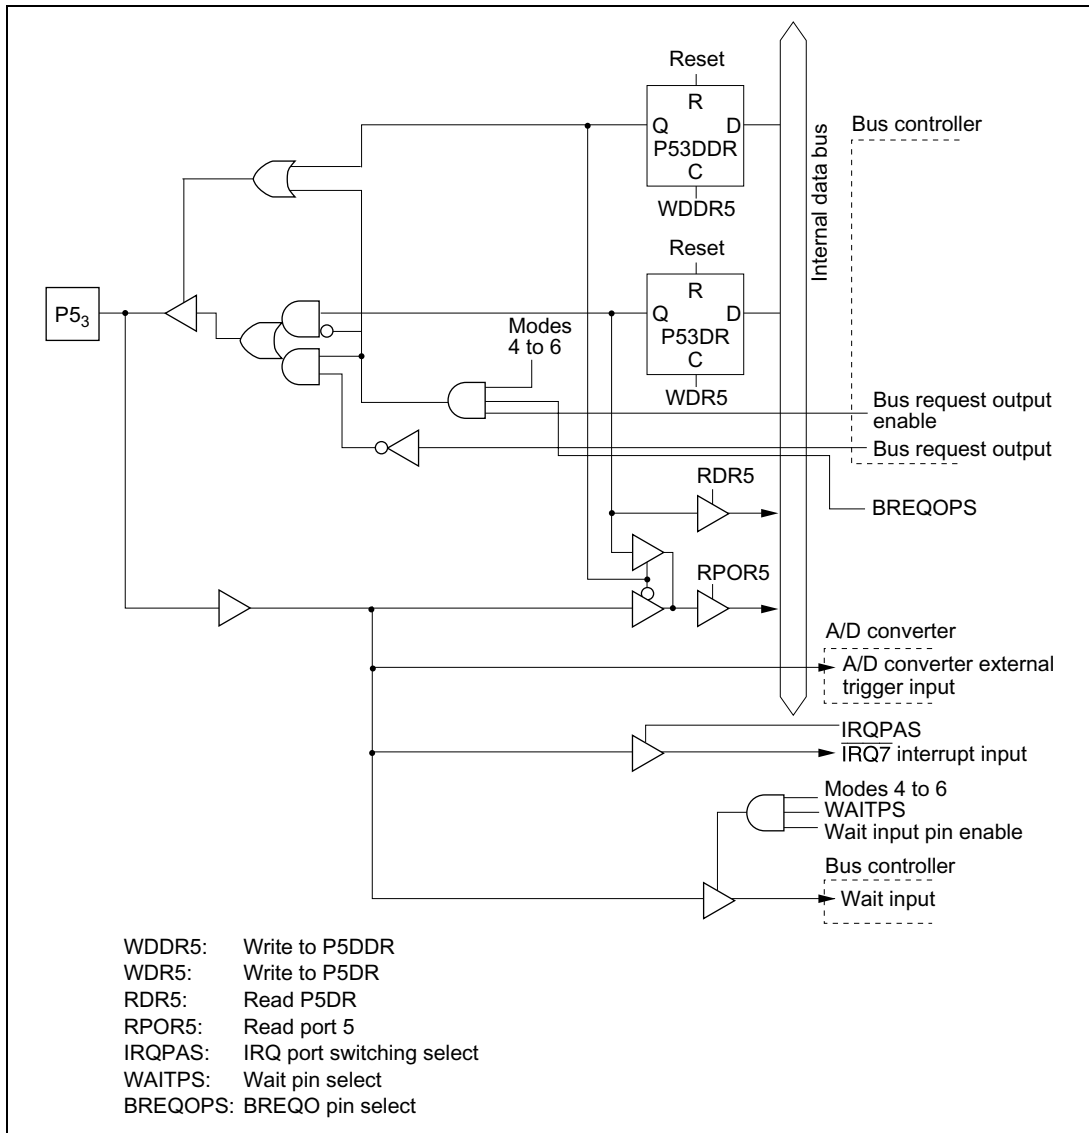 Reset
R
Q D
P53DDR
C
WDDR5
Internal data bus
Bus controller
Reset
R
Q D
P53DR
C
WDR5
P5₃
Modes
4 to 6
Bus request output
enable
Bus request output
BREQOPS
RDR5
RPOR5
A/D converter
A/D converter external
trigger input
IRQPAS
I̅R̅Q̅7̅ interrupt input
Modes 4 to 6
WAITPS
Wait input pin enable
Bus controller
Wait input
WDDR5: Write to P5DDR
WDR5: Write to P5DR
RDR5: Read P5DR
RPOR5: Read port 5
IRQPAS: IRQ port switching select
WAITPS: Wait pin select
BREQOPS: BREQO pin select